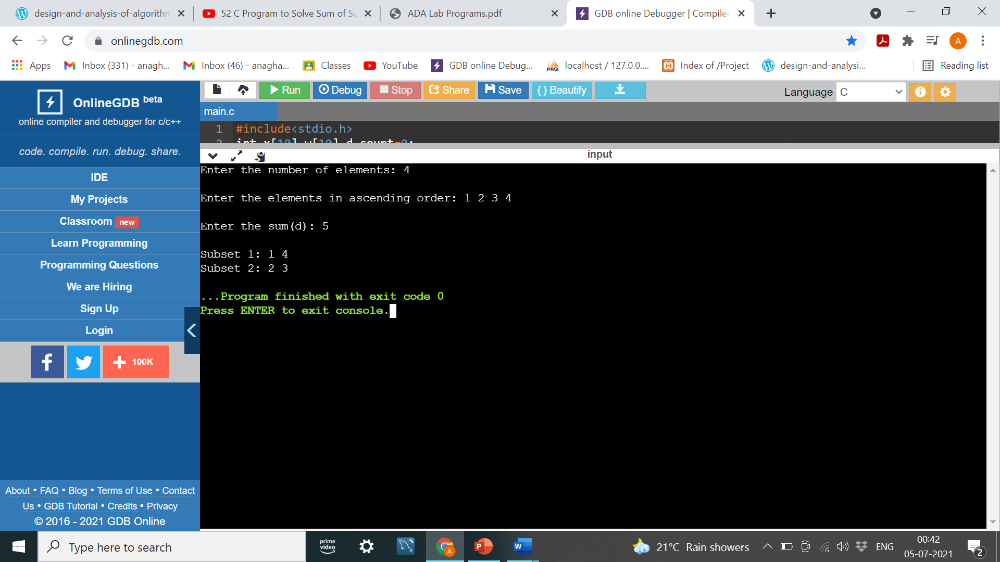 design-and-analysis-of-algorithm
52 C Program to Solve Sum of Su
ADA Lab Programs.pdf
GDB online Debugger | Compiler
onlinegdb.com
A
Apps
Inbox (331) - anagh...
Inbox (46) - anagha...
Classes
YouTube
GDB online Debug...
PMA
localhost / 127.0.0....
Index of /Project
design-and-analysi...
Reading list
OnlineGDB beta
online compiler and debugger for c/c++
code. compile. run. debug. share.
IDE
My Projects
Classroom new
Learn Programming
Programming Questions
We are Hiring
Sign Up
Login
f
100K
About • FAQ • Blog • Terms of Use • Contact
Us • GDB Tutorial • Credits • Privacy
© 2016 - 2021 GDB Online
Run
Debug
Stop
Share
Save
{ } Beautify
Language C
main.c
1 #include<stdio.h>
2 int x[10],w[10],d,count=0;
input
Enter the number of elements: 4
Enter the elements in ascending order: 1 2 3 4
Enter the sum(d): 5
Subset 1: 1 4
Subset 2: 2 3
...Program finished with exit code 0
Press ENTER to exit console.
Type here to search
prime
video
A
P
W
21°C Rain showers
ENG
00:42
05-07-2021
2